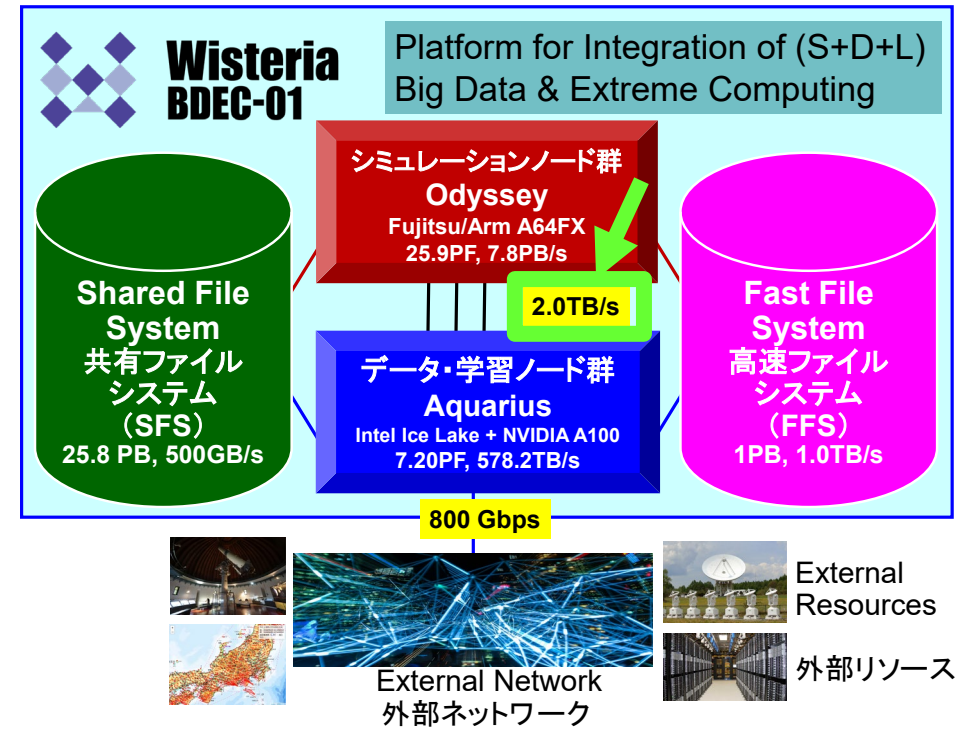 Wisteria
BDEC-01
Platform for Integration of (S+D+L)
Big Data & Extreme Computing
シミュレーションノード群
Odyssey
Fujitsu/Arm A64FX
25.9PF, 7.8PB/s
2.0TB/s
Shared File
System
共有ファイル
システム
（SFS）
25.8 PB, 500GB/s
データ・学習ノード群
Aquarius
Intel Ice Lake + NVIDIA A100
7.20PF, 578.2TB/s
Fast File
System
高速ファイル
システム
（FFS）
1PB, 1.0TB/s
800 Gbps
External Network
外部ネットワーク
External
Resources
外部リソース